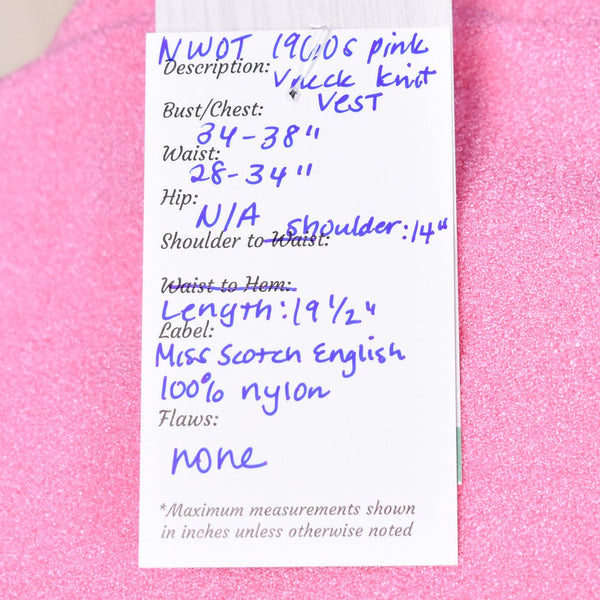 NWOT 1960s pink
Description:
V neck knit
vest
Bust/Chest:
34-38"
Waist:
28-34"
Hip:
N/A shoulder: 14"
Shoulder to Waist:
Waist to Hem:
Length: 19 1/2"
Label:
Miss Scotch English
100% nylon
Flaws:
none
*Maximum measurements shown
in inches unless otherwise noted